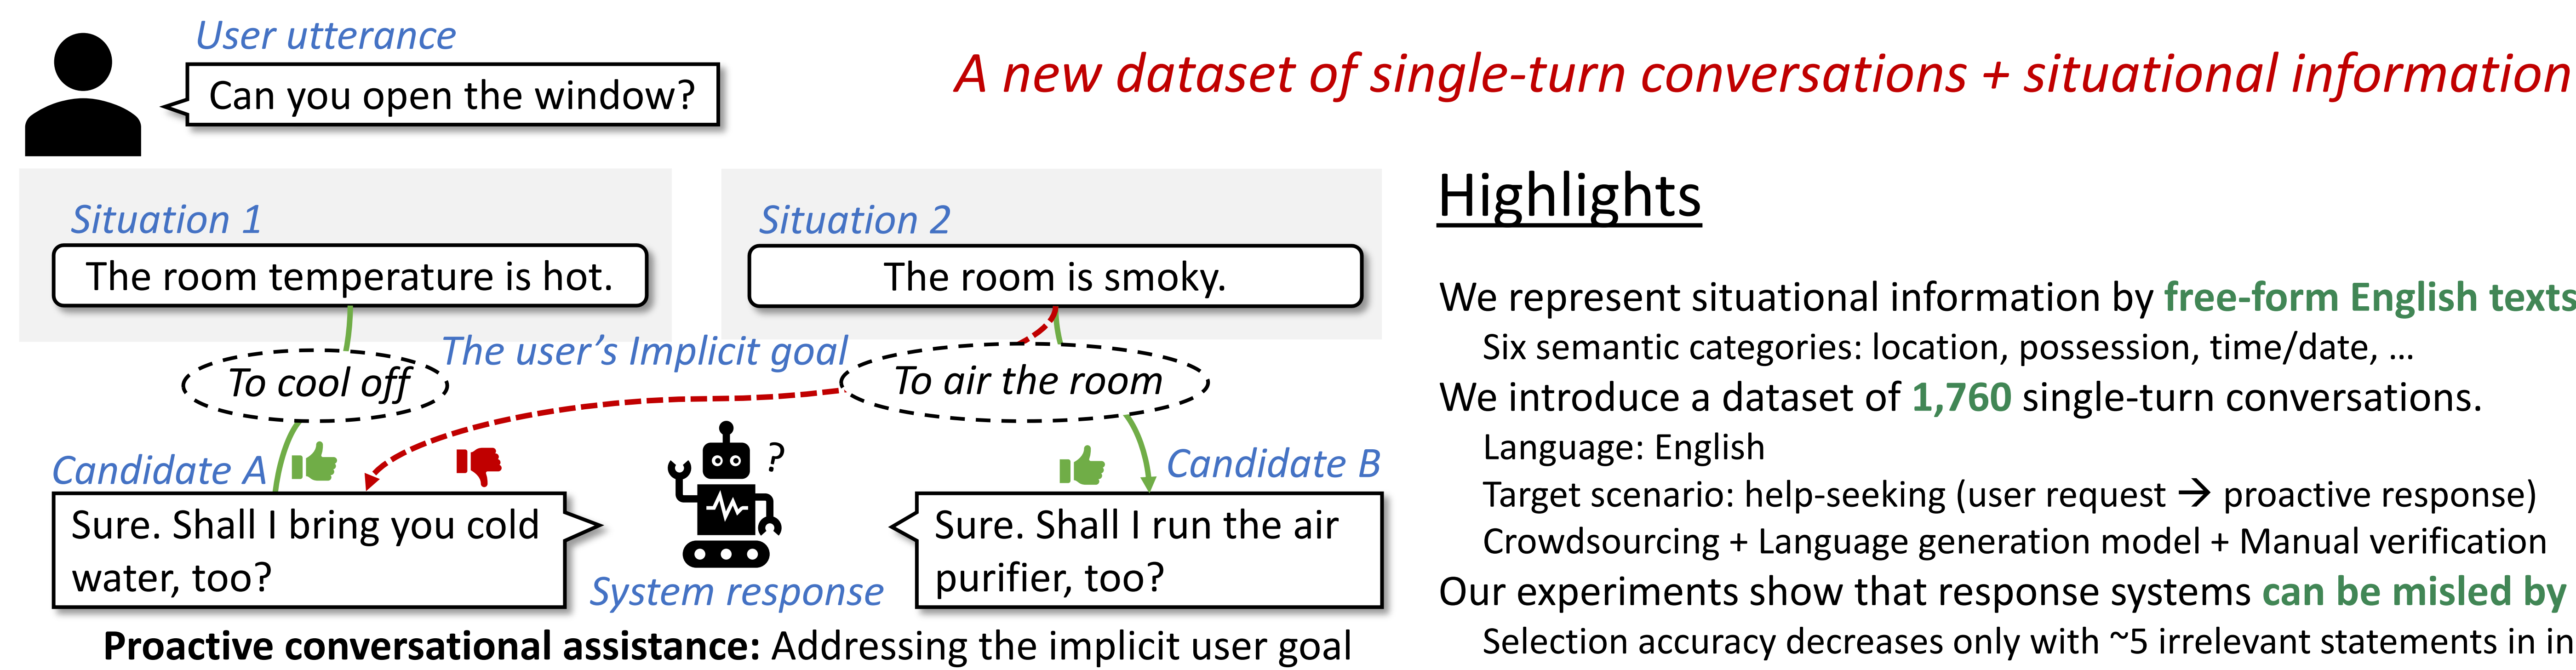 User utterance
Can you open the window?
A new dataset of single-turn conversations + situational information
Situation 1
The room temperature is hot.
Situation 2
The room is smoky.
The user's Implicit goal
To cool off
To air the room
Candidate A
Sure. Shall I bring you cold
water, too?
?
System response
Candidate B
Sure. Shall I run the air
purifier, too?
Proactive conversational assistance: Addressing the implicit user goal
Highlights
We represent situational information by free-form English texts
Six semantic categories: location, possession, time/date, ...
We introduce a dataset of 1,760 single-turn conversations.
Language: English
Target scenario: help-seeking (user request → proactive response)
Crowdsourcing + Language generation model + Manual verification
Our experiments show that response systems can be misled by
Selection accuracy decreases only with ~5 irrelevant statements in